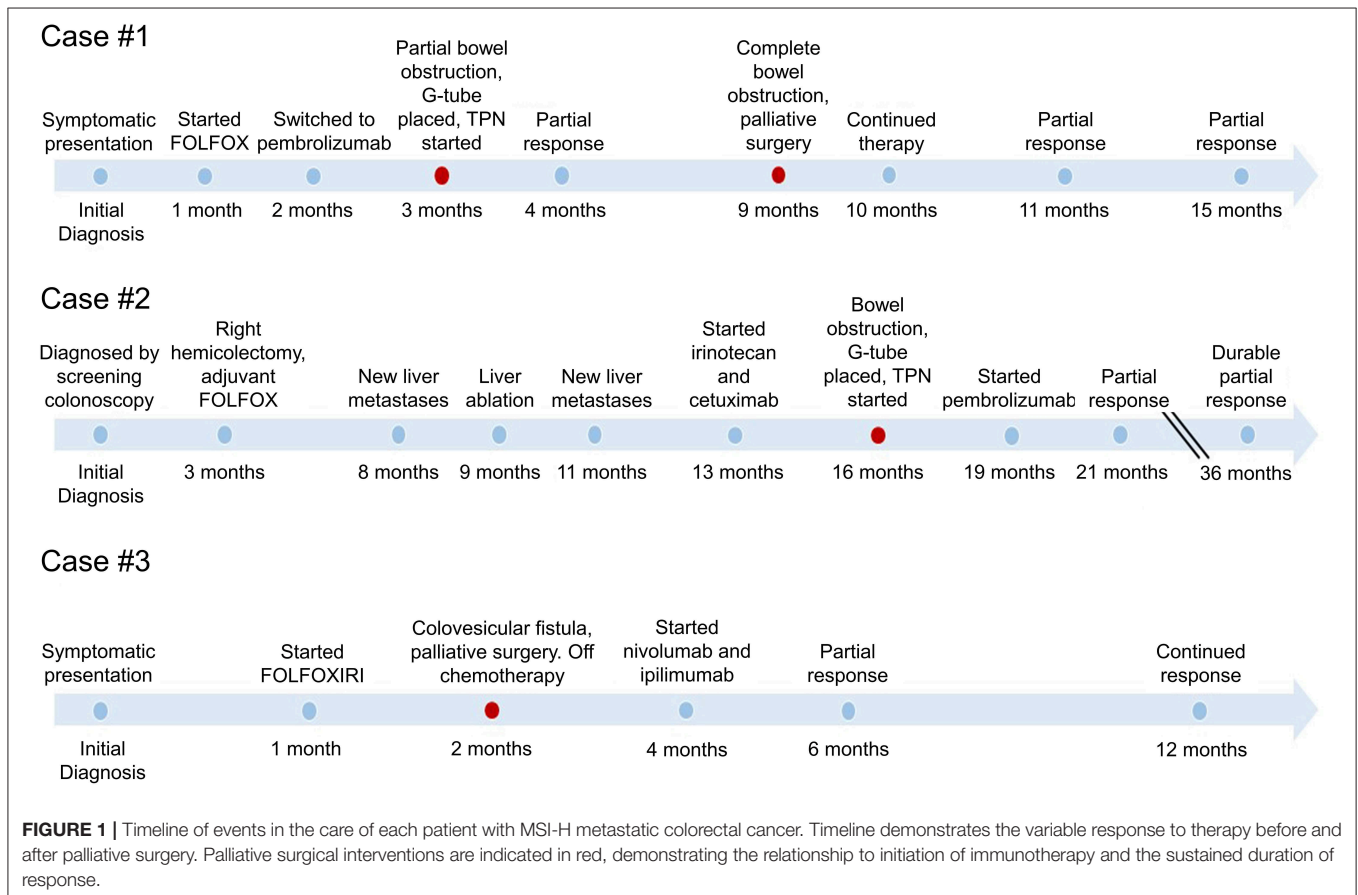 Case #1
Symptomatic
presentation
Started
FOLFOX
Switched to
pembrolizumab
Partial bowel
obstruction,
G-tube
placed, TPN
started
Partial
response
Complete
bowel
obstruction,
palliative
surgery
Continued
therapy
Partial
response
Partial
response
Initial
Diagnosis
1 month
2 months
3 months
4 months
9 months
10 months
11 months
15 months
Case #2
Diagnosed by
screening
colonoscopy
Right
hemicolectomy,
adjuvant
FOLFOX
New liver
metastases
Liver
ablation
New liver
metastases
Started
irinotecan
and
cetuximab
Bowel
obstruction,
G-tube
placed, TPN
started
Started
pembrolizumab
Partial
response
Durable
partial
response
Initial
Diagnosis
3 months
8 months
9 months
11 months
13 months
16 months
19 months
21 months
36 months
Case #3
Symptomatic
presentation
Started
FOLFOXIRI
Colovesicular fistula,
palliative surgery. Off
chemotherapy
Started
nivolumab and
ipilimumab
Partial
response
Continued
response
Initial
Diagnosis
1 month
2 months
4 months
6 months
12 months
FIGURE 1 | Timeline of events in the care of each patient with MSI-H metastatic colorectal cancer. Timeline demonstrates the variable response to therapy before and
after palliative surgery. Palliative surgical interventions are indicated in red, demonstrating the relationship to initiation of immunotherapy and the sustained duration of
response.